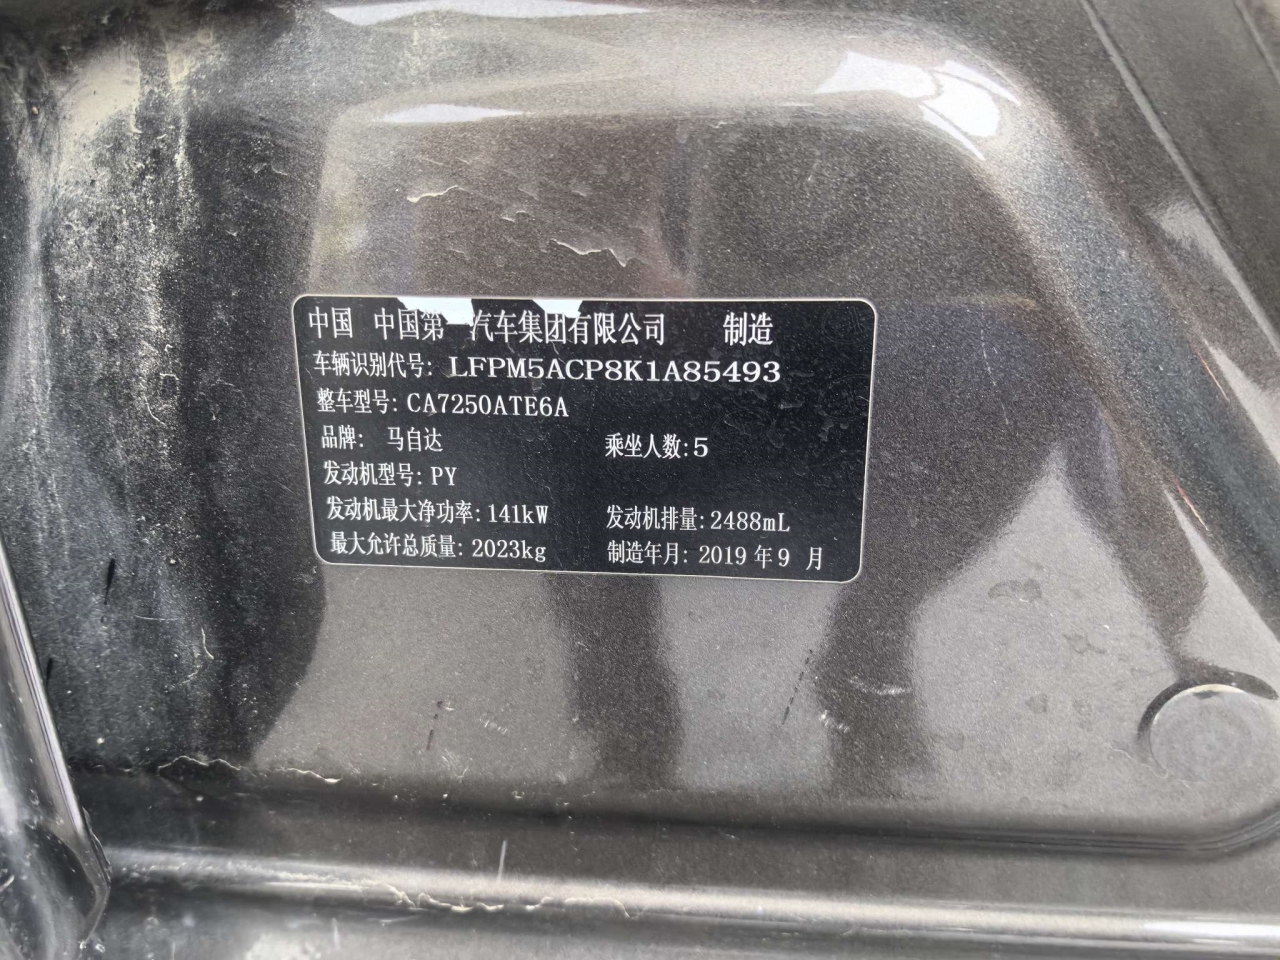 中国 中国第一汽车集团有限公司 制造
车辆识别代号: LFPM5ACP8K1A85493
整车型号: CA7250ATE6A
品牌: 马自达 乘坐人数: 5
发动机型号: PY
发动机最大净功率: 141kW 发动机排量: 2488mL
最大允许总质量: 2023kg 制造年月: 2019 年 9 月